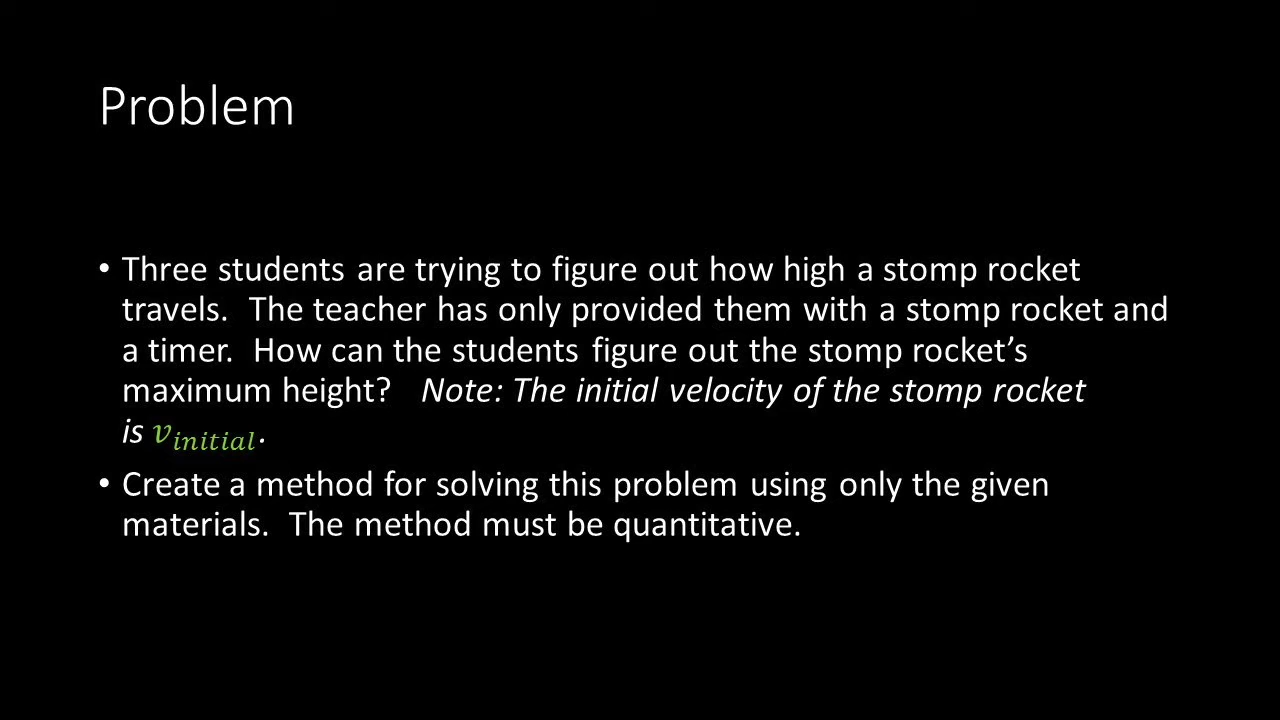 Problem
• Three students are trying to figure out how high a stomp rocket
travels.  The teacher has only provided them with a stomp rocket and
a timer.  How can the students figure out the stomp rocket’s
maximum height?   Note: The initial velocity of the stomp rocket
is v_initial.
• Create a method for solving this problem using only the given
materials.  The method must be quantitative.